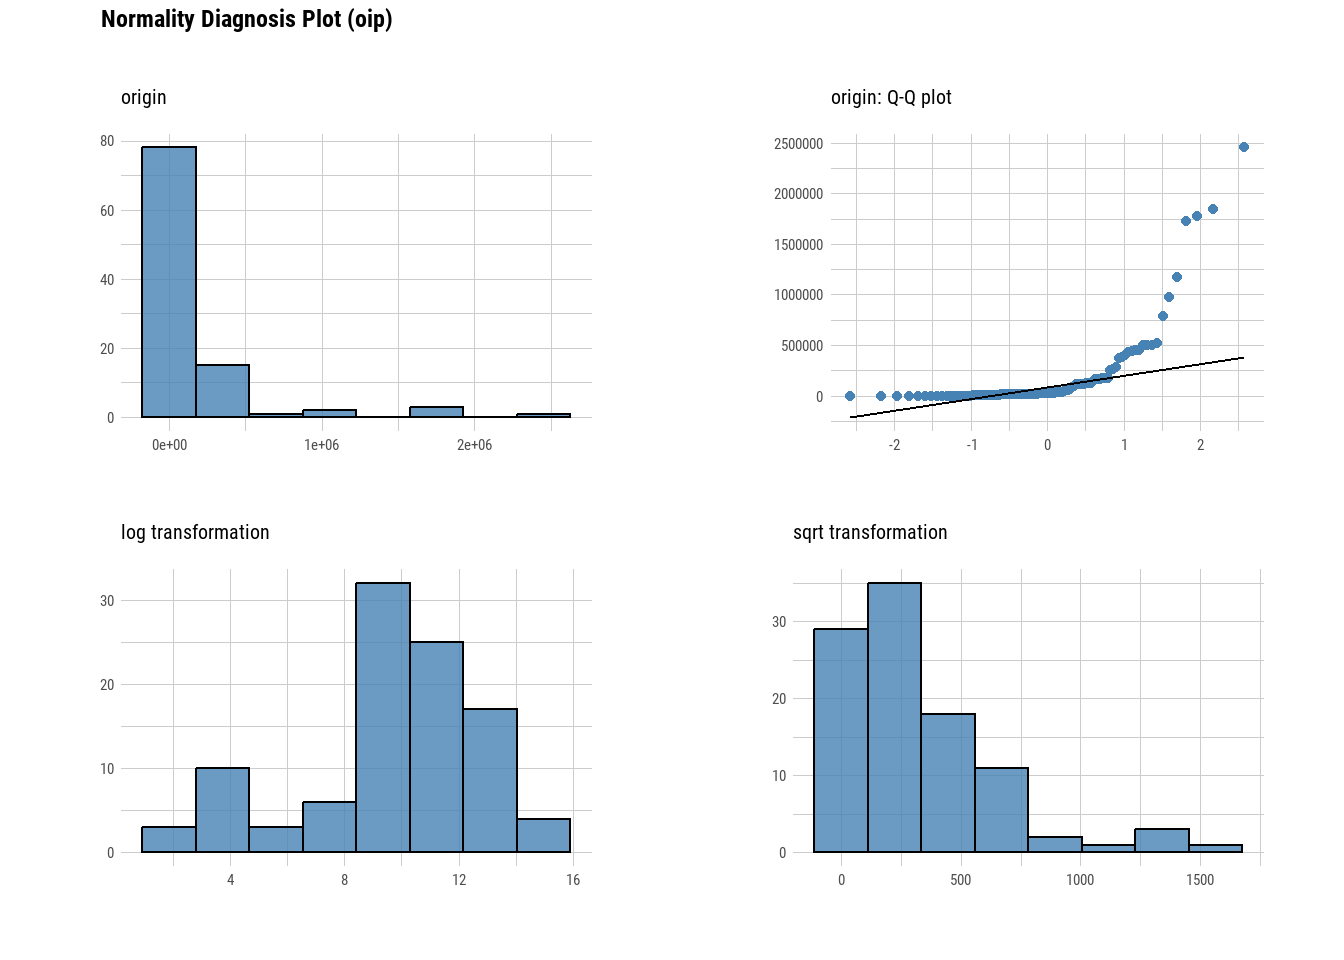 Normality Diagnosis Plot (oip)
origin
80
60
40
20
0
0e+00 1e+06 2e+06
origin: Q-Q plot
2500000
2000000
1500000
1000000
500000
0
-2 -1 0 1 2
log transformation
30
20
10
0
4 8 12 16
sqrt transformation
30
20
10
0
0 500 1000 1500